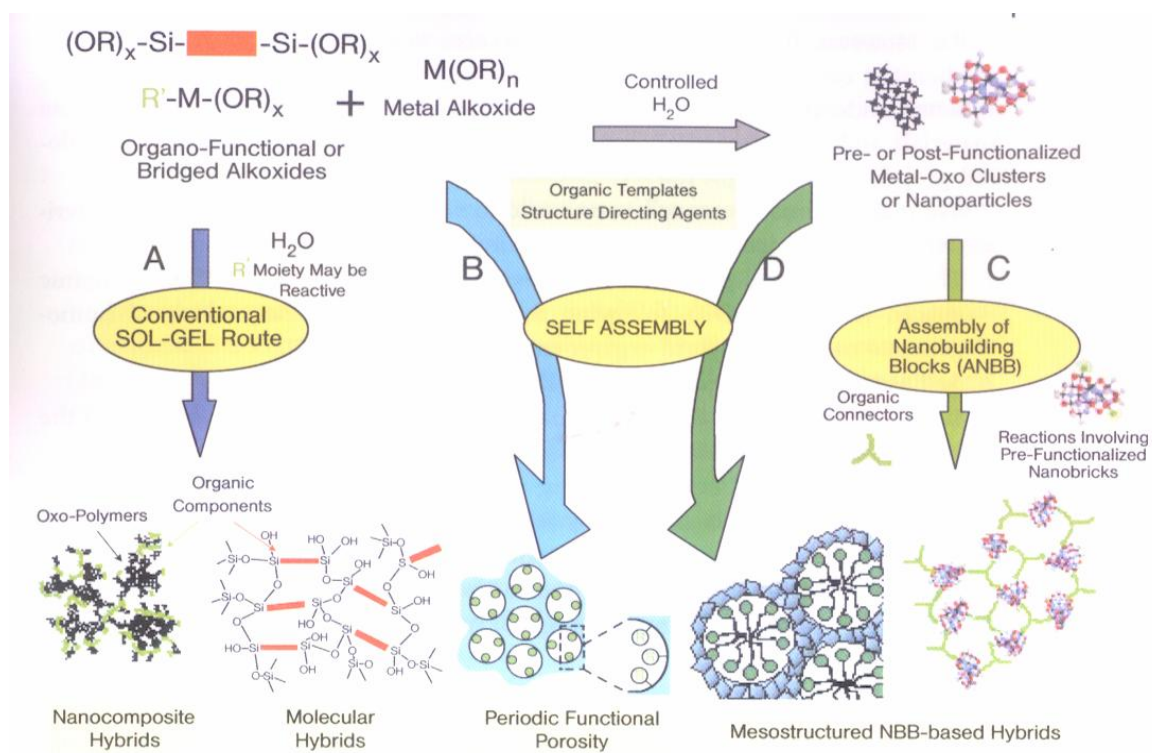 (OR)x-Si- -Si-(OR)x
R'-M-(OR)x
+
M(OR)n
Metal Alkoxide
Organo-Functional or
Bridged Alkoxides
Controlled
H2O
Pre- or Post-Functionalized
Metal-Oxo Clusters
or Nanoparticles
Organic Templates
Structure Directing Agents
A
H2O
R' Moiety May be
Reactive
B
D
C
Conventional
SOL-GEL Route
SELF ASSEMBLY
Assembly of
Nanobuilding
Blocks (ANBB)
Organic
Connectors
Reactions Involving
Pre-Functionalized
Nanobricks
Organic
Components
Oxo-Polymers
Nanocomposite
Hybrids
Molecular
Hybrids
Periodic Functional
Porosity
Mesostructured NBB-based Hybrids